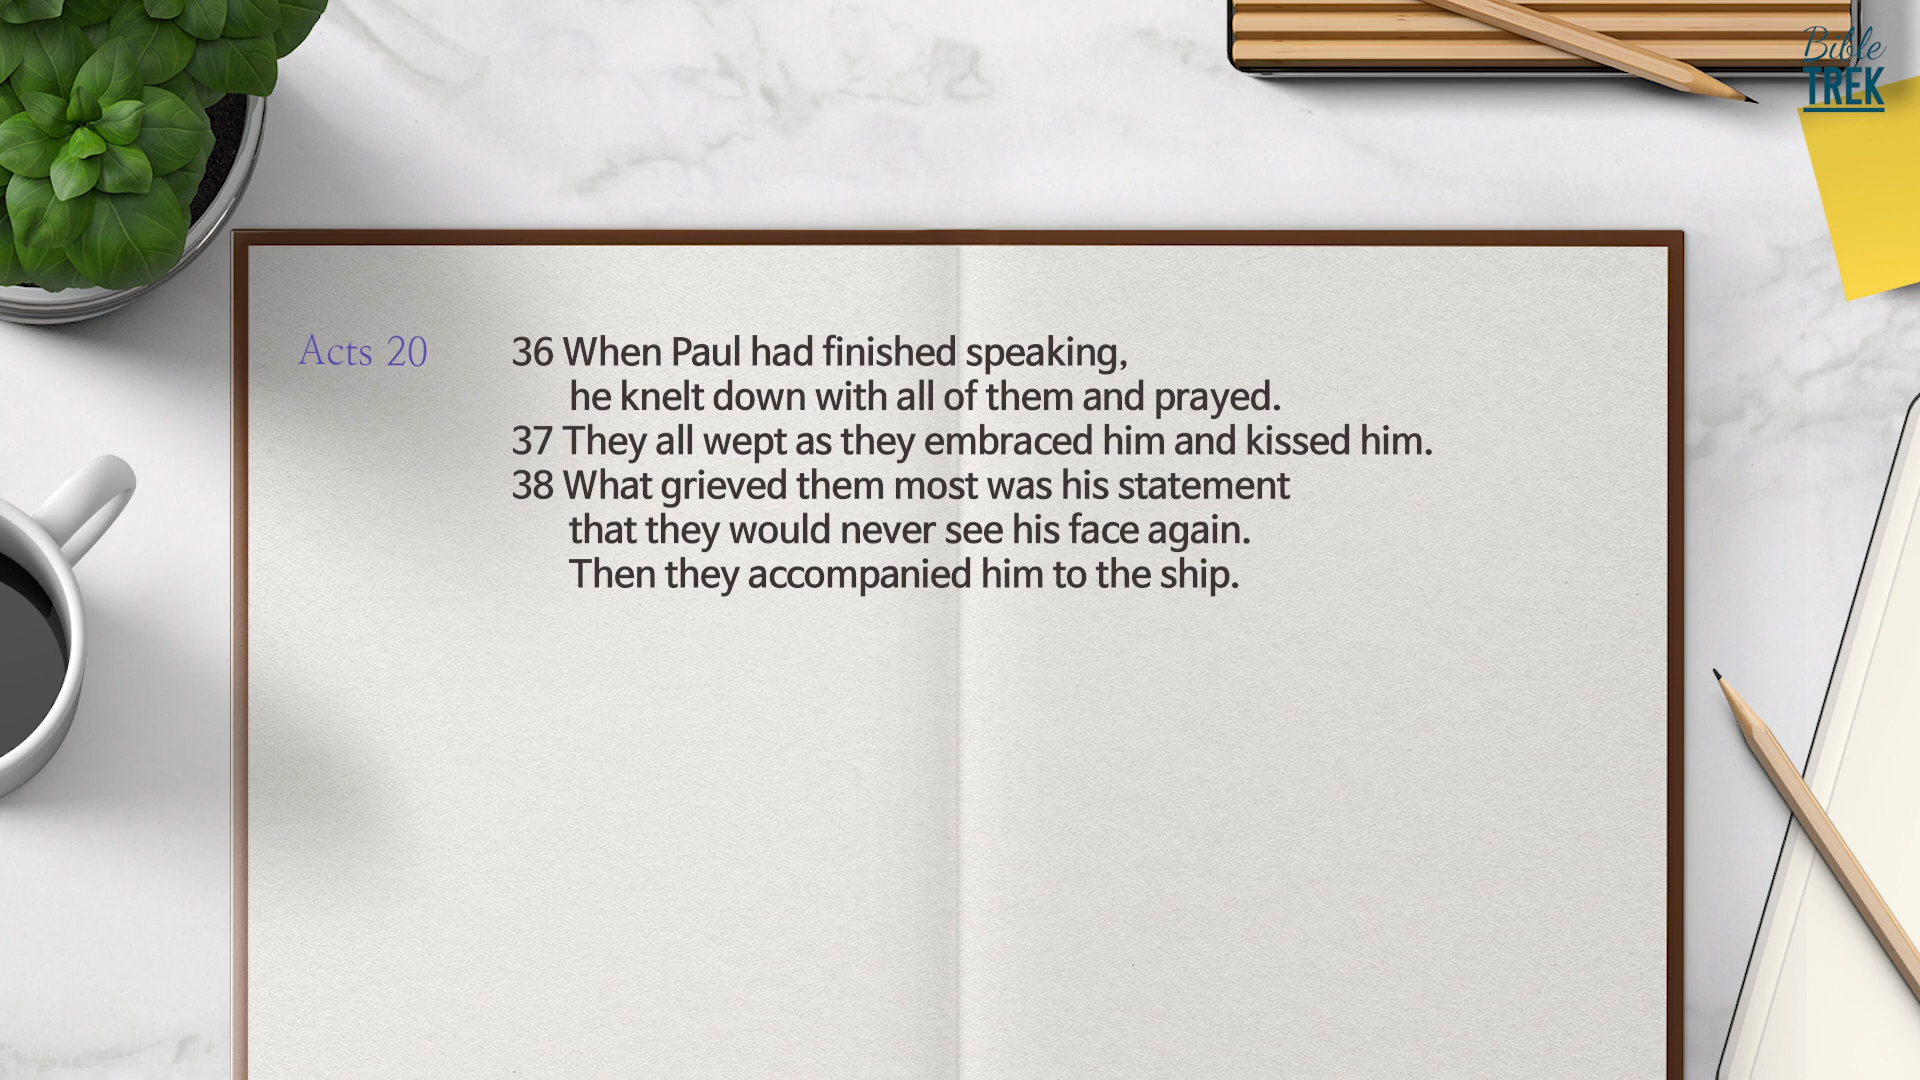 Bible
TREK
Acts 20
36 When Paul had finished speaking,
he knelt down with all of them and prayed.
37 They all wept as they embraced him and kissed him.
38 What grieved them most was his statement
that they would never see his face again.
Then they accompanied him to the ship.